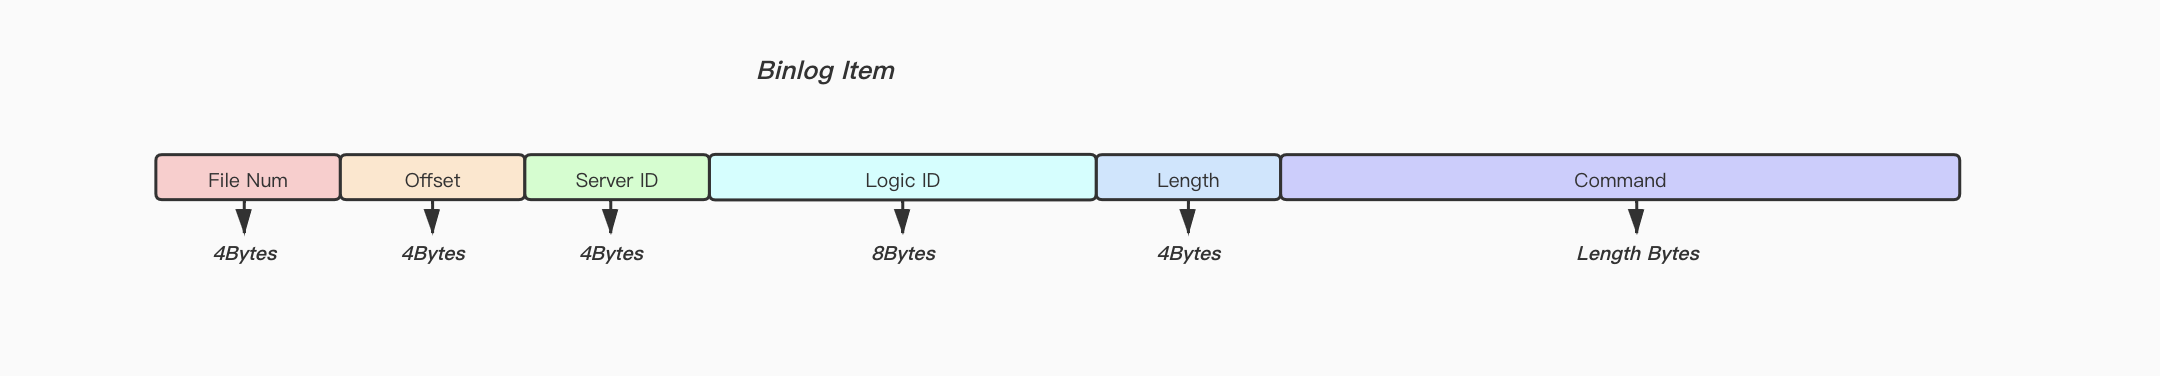 Binlog Item
File Num Offset Server ID Logic ID Length Command
4Bytes 4Bytes 4Bytes 8Bytes 4Bytes Length Bytes